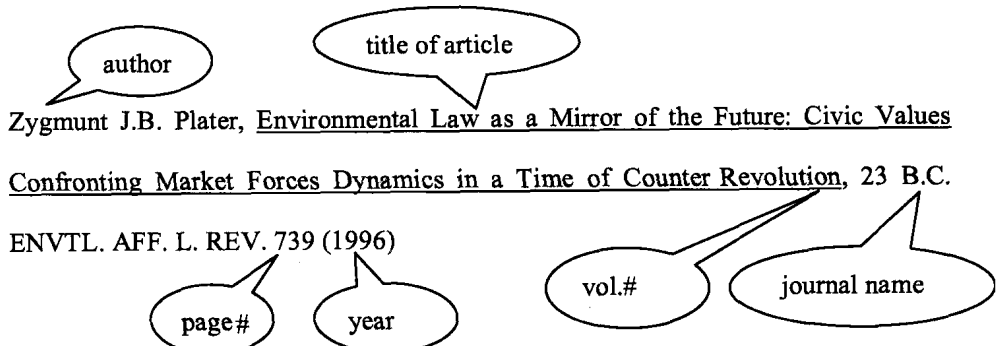 author
title of article
Zygmunt J.B. Plater, Environmental Law as a Mirror of the Future: Civic Values
Confronting Market Forces Dynamics in a Time of Counter Revolution, 23 B.C.
ENVTL. AFF. L. REV. 739 (1996)
page#
year
vol.#
journal name